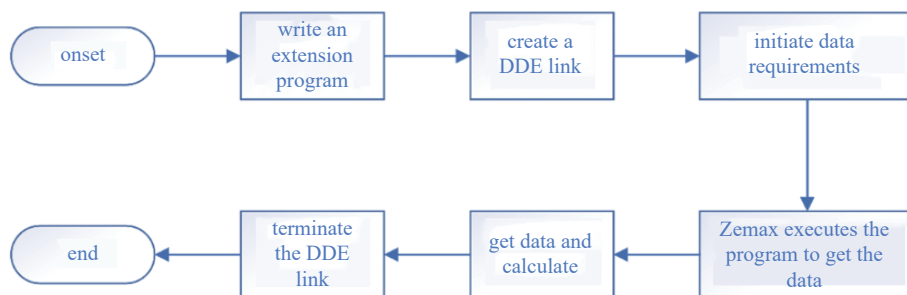 onset
write an
extension
program
create a
DDE link
initiate data
requirements
Zemax executes the
program to get the
data
get data and
calculate
terminate
the DDE
link
end